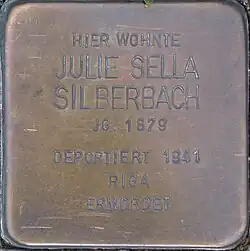 HIER WOHNTE
JULIE SELLA
SILBERBACH
JG. 1879
DEPORTIERT 1941
RIGA
ERMORDET